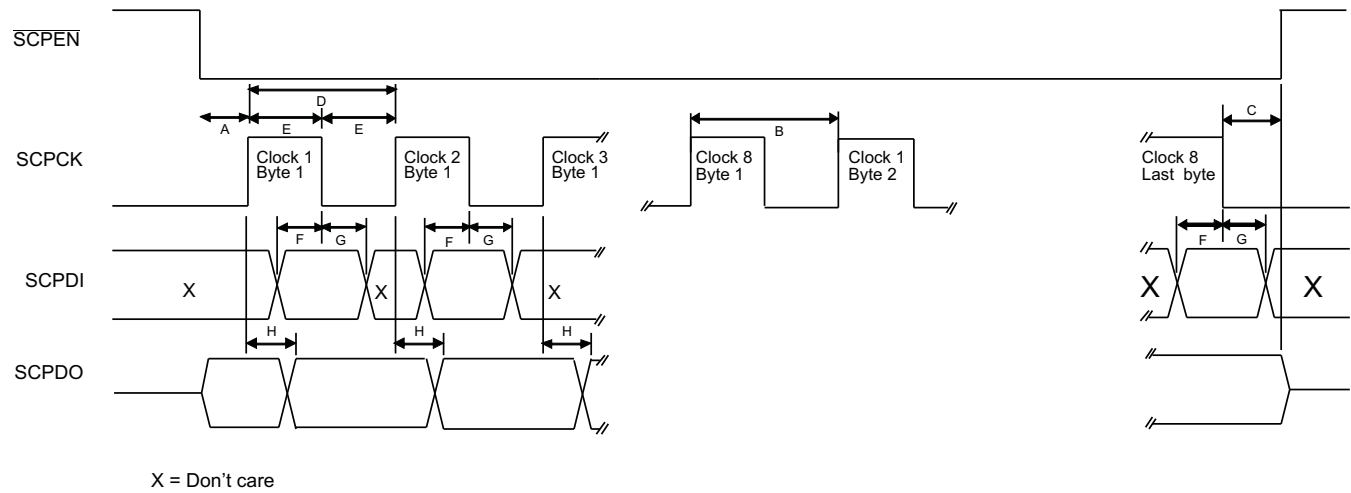 SCPEN
D
A E E
B
C
SCPCK
Clock 1 Clock 2 Clock 3 Clock 8 Clock 1 Clock 8
Byte 1 Byte 1 Byte 1 Byte 1 Byte 2 Last byte
F G F G F G
SCPDI
X X X X X
H H H
SCPDO
X = Don't care